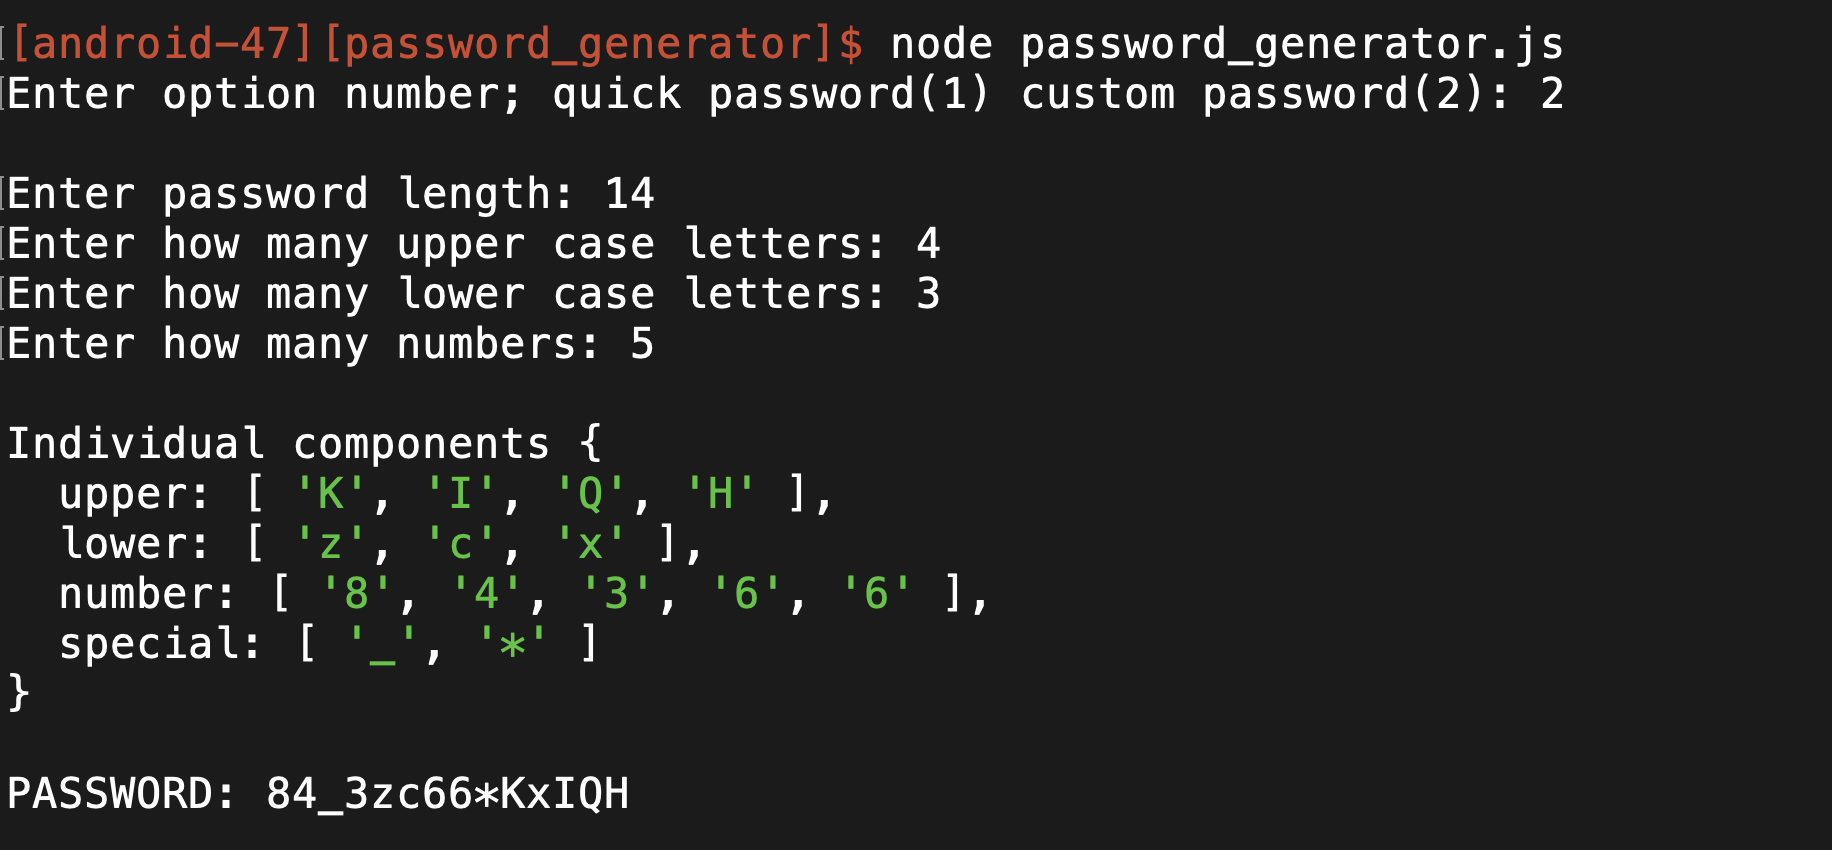 [android-47][password_generator]$ node password_generator.js
Enter option number; quick password(1) custom password(2): 2
Enter password length: 14
Enter how many upper case letters: 4
Enter how many lower case letters: 3
Enter how many numbers: 5
Individual components {
  upper: [ 'K', 'I', 'Q', 'H' ],
  lower: [ 'z', 'c', 'x' ],
  number: [ '8', '4', '3', '6', '6' ],
  special: [ '_', '*' ]
}
PASSWORD: 84_3zc66*KxIQH